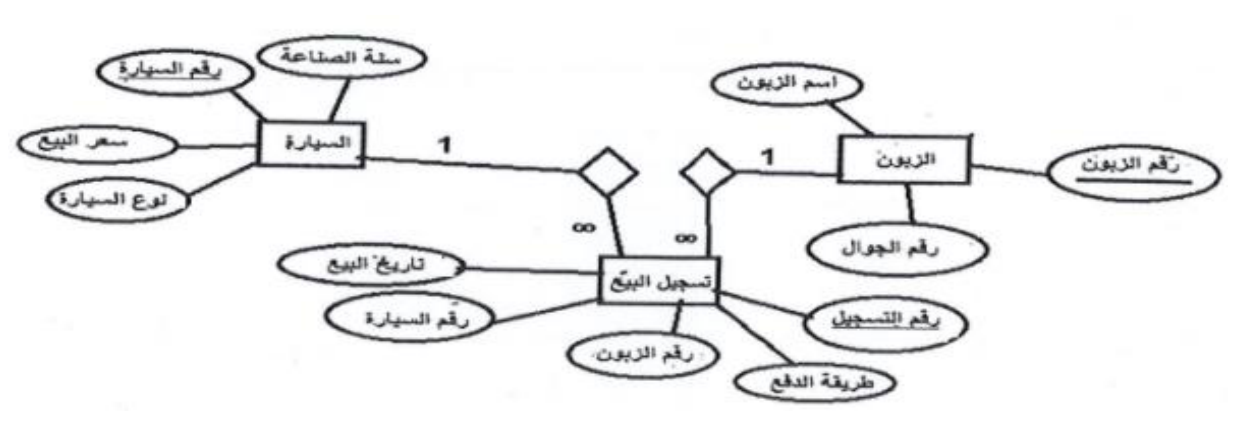 سنة الصناعة
رقم السيارة
اسم الزبون
السيارة
سعر البيع
1
1
الزبون
رقم الزبون
نوع السيارة
∞
∞
رقم الجوال
تاريخ البيع
تسجيل البيع
رقم السيارة
رقم التسجيل
رقم الزبون
طريقة الدفع